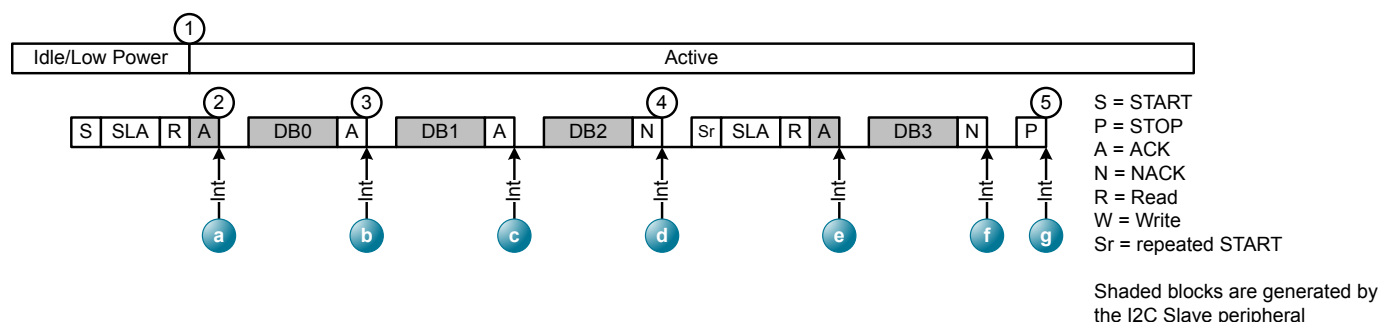 1
Idle/Low Power Active
2 3 4 5
S SLA R A DB0 A DB1 A DB2 N Sr SLA R A DB3 N P
Int Int Int Int Int Int Int
a b c d e f g
S = START
P = STOP
A = ACK
N = NACK
R = Read
W = Write
Sr = repeated START
Shaded blocks are generated by
the I2C Slave peripheral